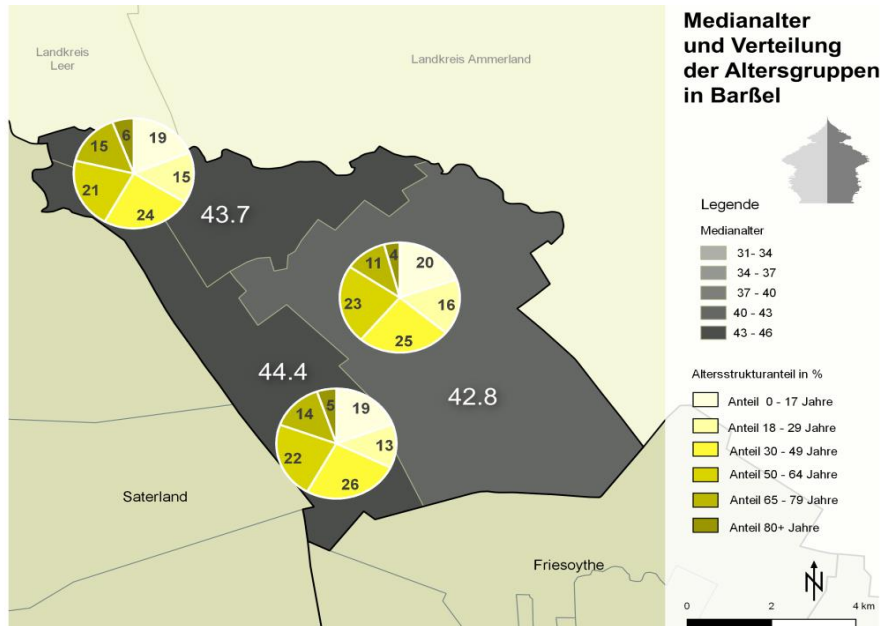 Medianalter
und Verteilung
der Altersgruppen
in Barßel
Landkreis
Leer
Landkreis Ammerland
6
19
15
15
21
24
43.7
4
20
11
16
23
25
44.4
42.8
5
19
14
13
22
26
Saterland
Friesoythe
Legende
Medianalter
31- 34
34 - 37
37 - 40
40 - 43
43 - 46
Altersstrukturanteil in %
Anteil 0 - 17 Jahre
Anteil 18 - 29 Jahre
Anteil 30 - 49 Jahre
Anteil 50 - 64 Jahre
Anteil 65 - 79 Jahre
Anteil 80+ Jahre
N
0 2 4 km